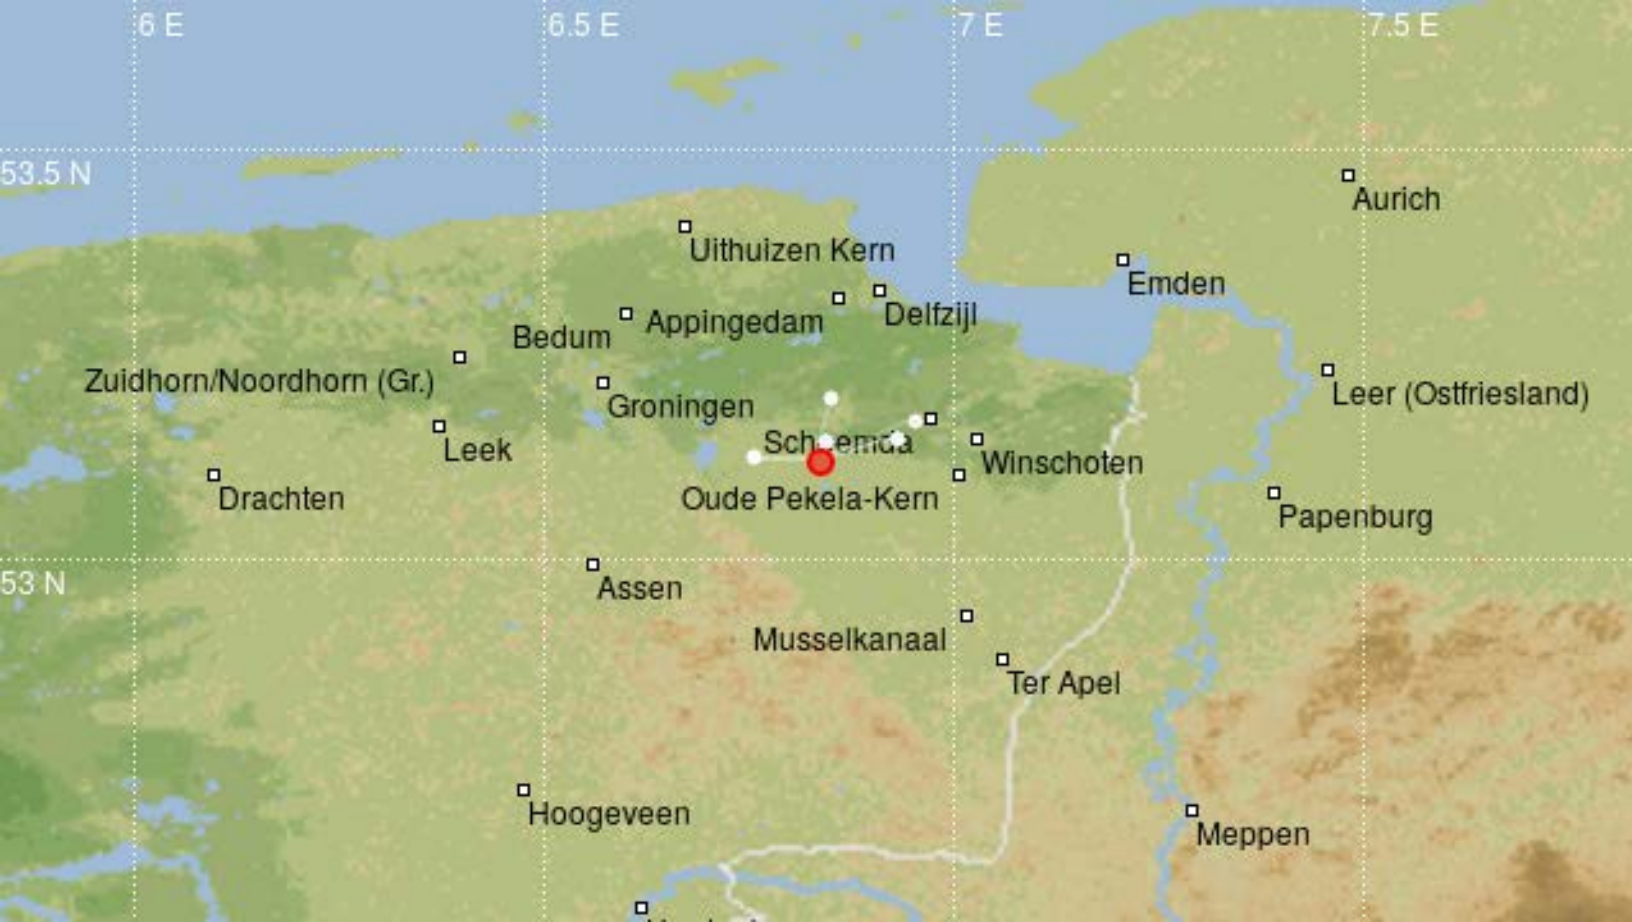 6 E
6.5 E
7 E
7.5 E
53.5 N
Aurich
Uithuizen Kern
Emden
Delfzijl
Appingedam
Bedum
Zuidhorn/Noordhorn (Gr.)
Leer (Ostfriesland)
Groningen
Scheemda
Leek
Winschoten
Drachten
Oude Pekela-Kern
Papenburg
53 N
Assen
Musselkanaal
Ter Apel
Hoogeveen
Meppen